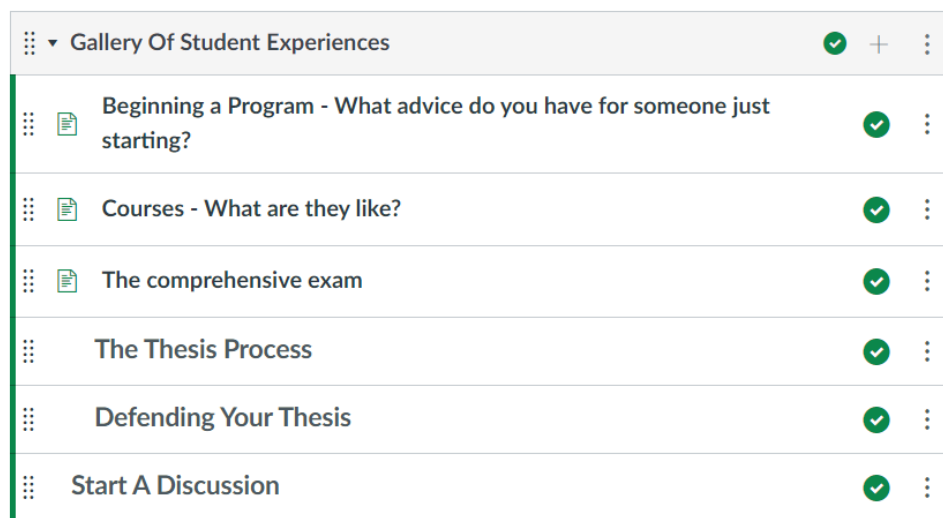 Gallery Of Student Experiences
Beginning a Program - What advice do you have for someone just
starting?
Courses - What are they like?
The comprehensive exam
The Thesis Process
Defending Your Thesis
Start A Discussion